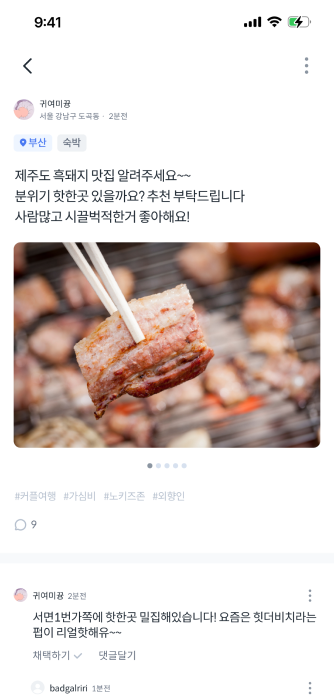 9:41
귀여미끙
서울 강남구 도곡동 · 2분전
부산 숙박
제주도 흑돼지 맛집 알려주세요~~
분위기 핫한곳 있을까요? 추천 부탁드립니다
사람많고 시끌벅적한거 좋아해요!
#커플여행 #가심비 #노키즈존 #외향인
9
귀여미끙 2분전
서면1번가쪽에 핫한곳 밀집해있습니다! 요즘은 힛더비치라는
펍이 리얼핫해유~~
채택하기 댓글달기
badgalriri 1분전